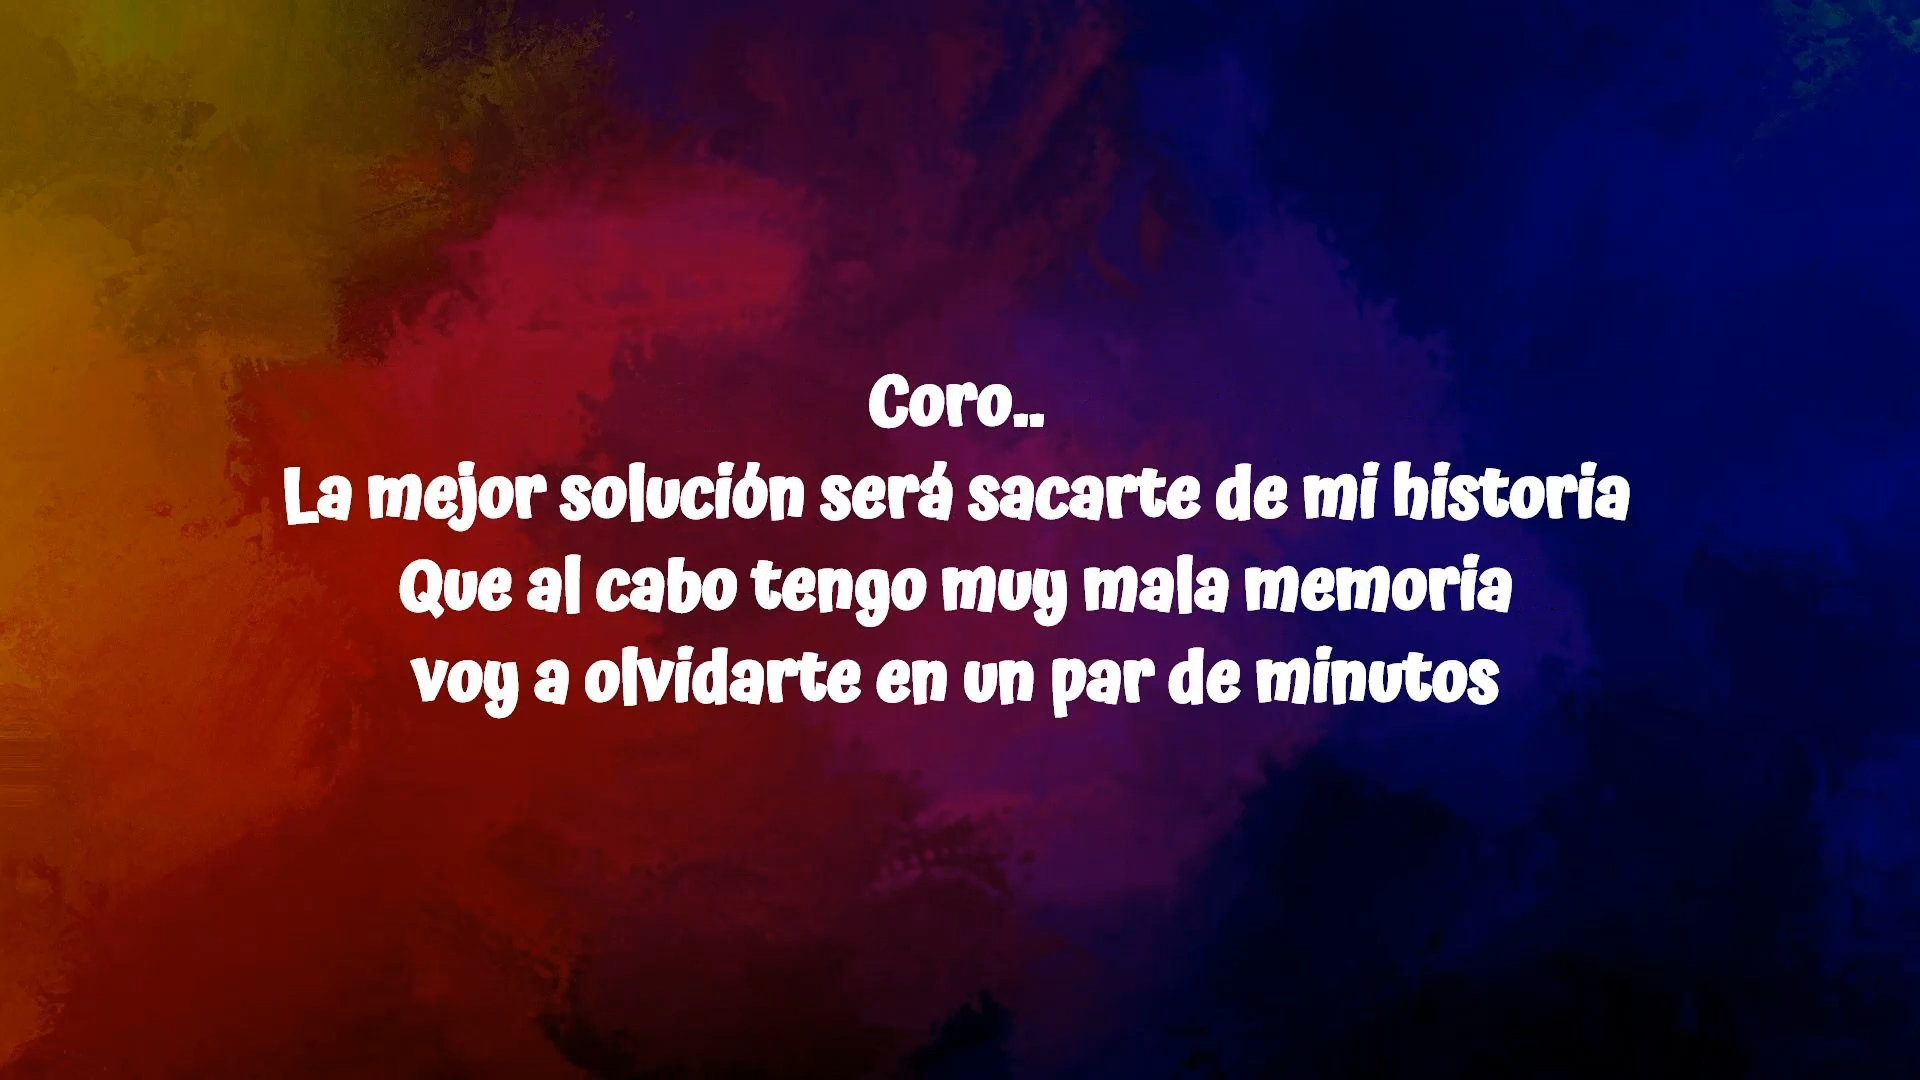 Coro..
La mejor solución será sacarte de mi historia
Que al cabo tengo muy mala memoria
voy a olvidarte en un par de minutos